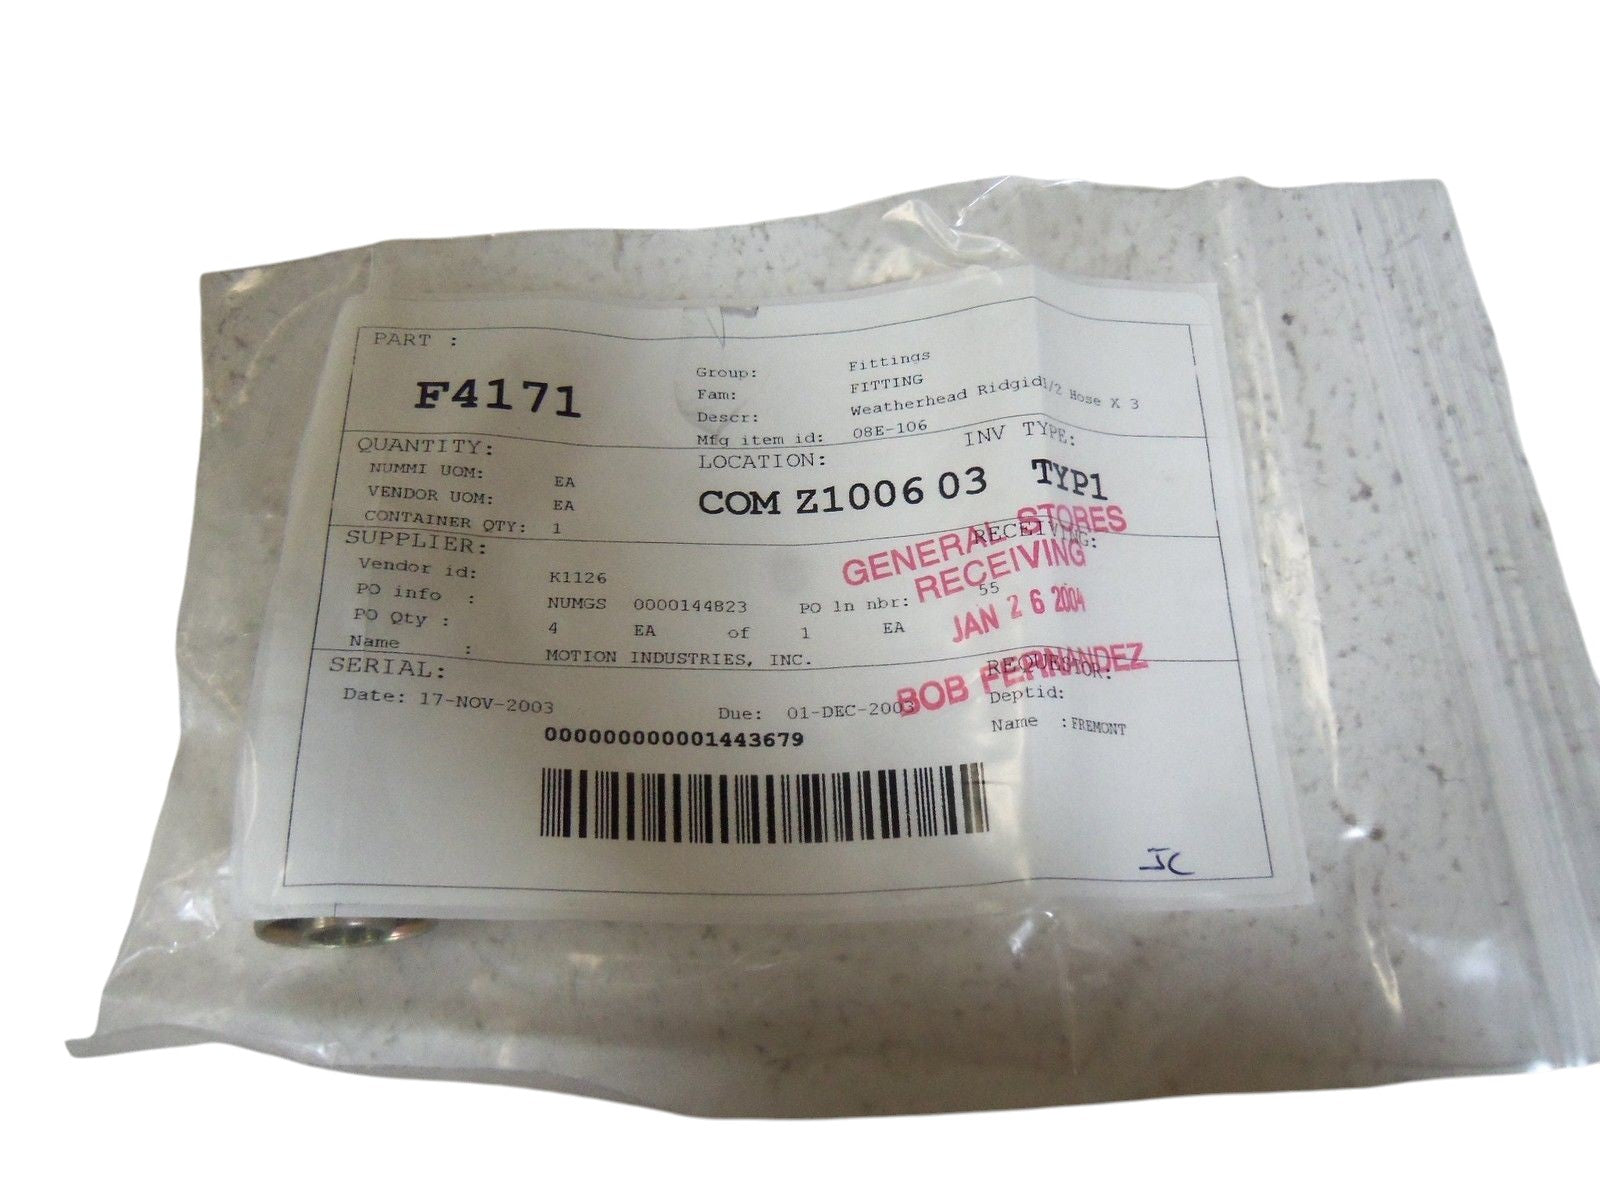 PART :
F4171
Group: Fittings
Fam: FITTING
Descr: Weatherhead Ridgid1/2 Hose X 3
Mfg item id: 08E-106
QUANTITY:
NUMMI UOM: EA
VENDOR UOM: EA
CONTAINER QTY: 1
LOCATION: INV TYPE:
COM Z1006 03 TYP1
SUPPLIER: RECEIVING:
GENERAL STORES
RECEIVING
JAN 26 2004
BOB FERNANDEZ
Vendor id: K1126
PO info : NUMGS 0000144823 PO ln nbr: 55
PO Qty : 4 EA of 1 EA
Name : MOTION INDUSTRIES, INC.
SERIAL: REQUESTOR:
Date: 17-NOV-2003 Due: 01-DEC-2003 Deptid:
Name : FREMONT
000000000001443679
JC